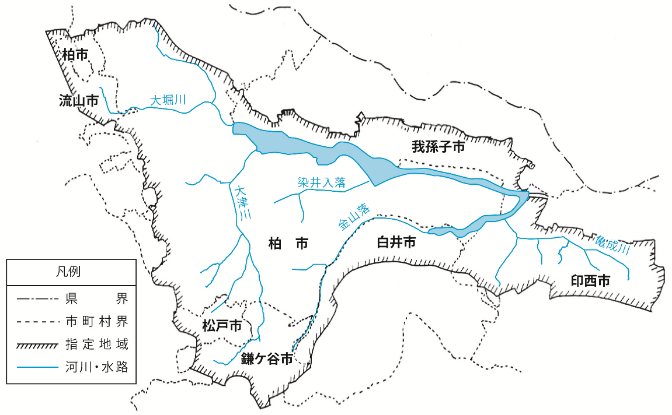 柏市
流山市
大堀川
我孫子市
染井入落
大津川
金山落
柏市
白井市
亀成川
印西市
松戸市
鎌ケ谷市
凡例
県界
市町村界
指定地域
河川・水路